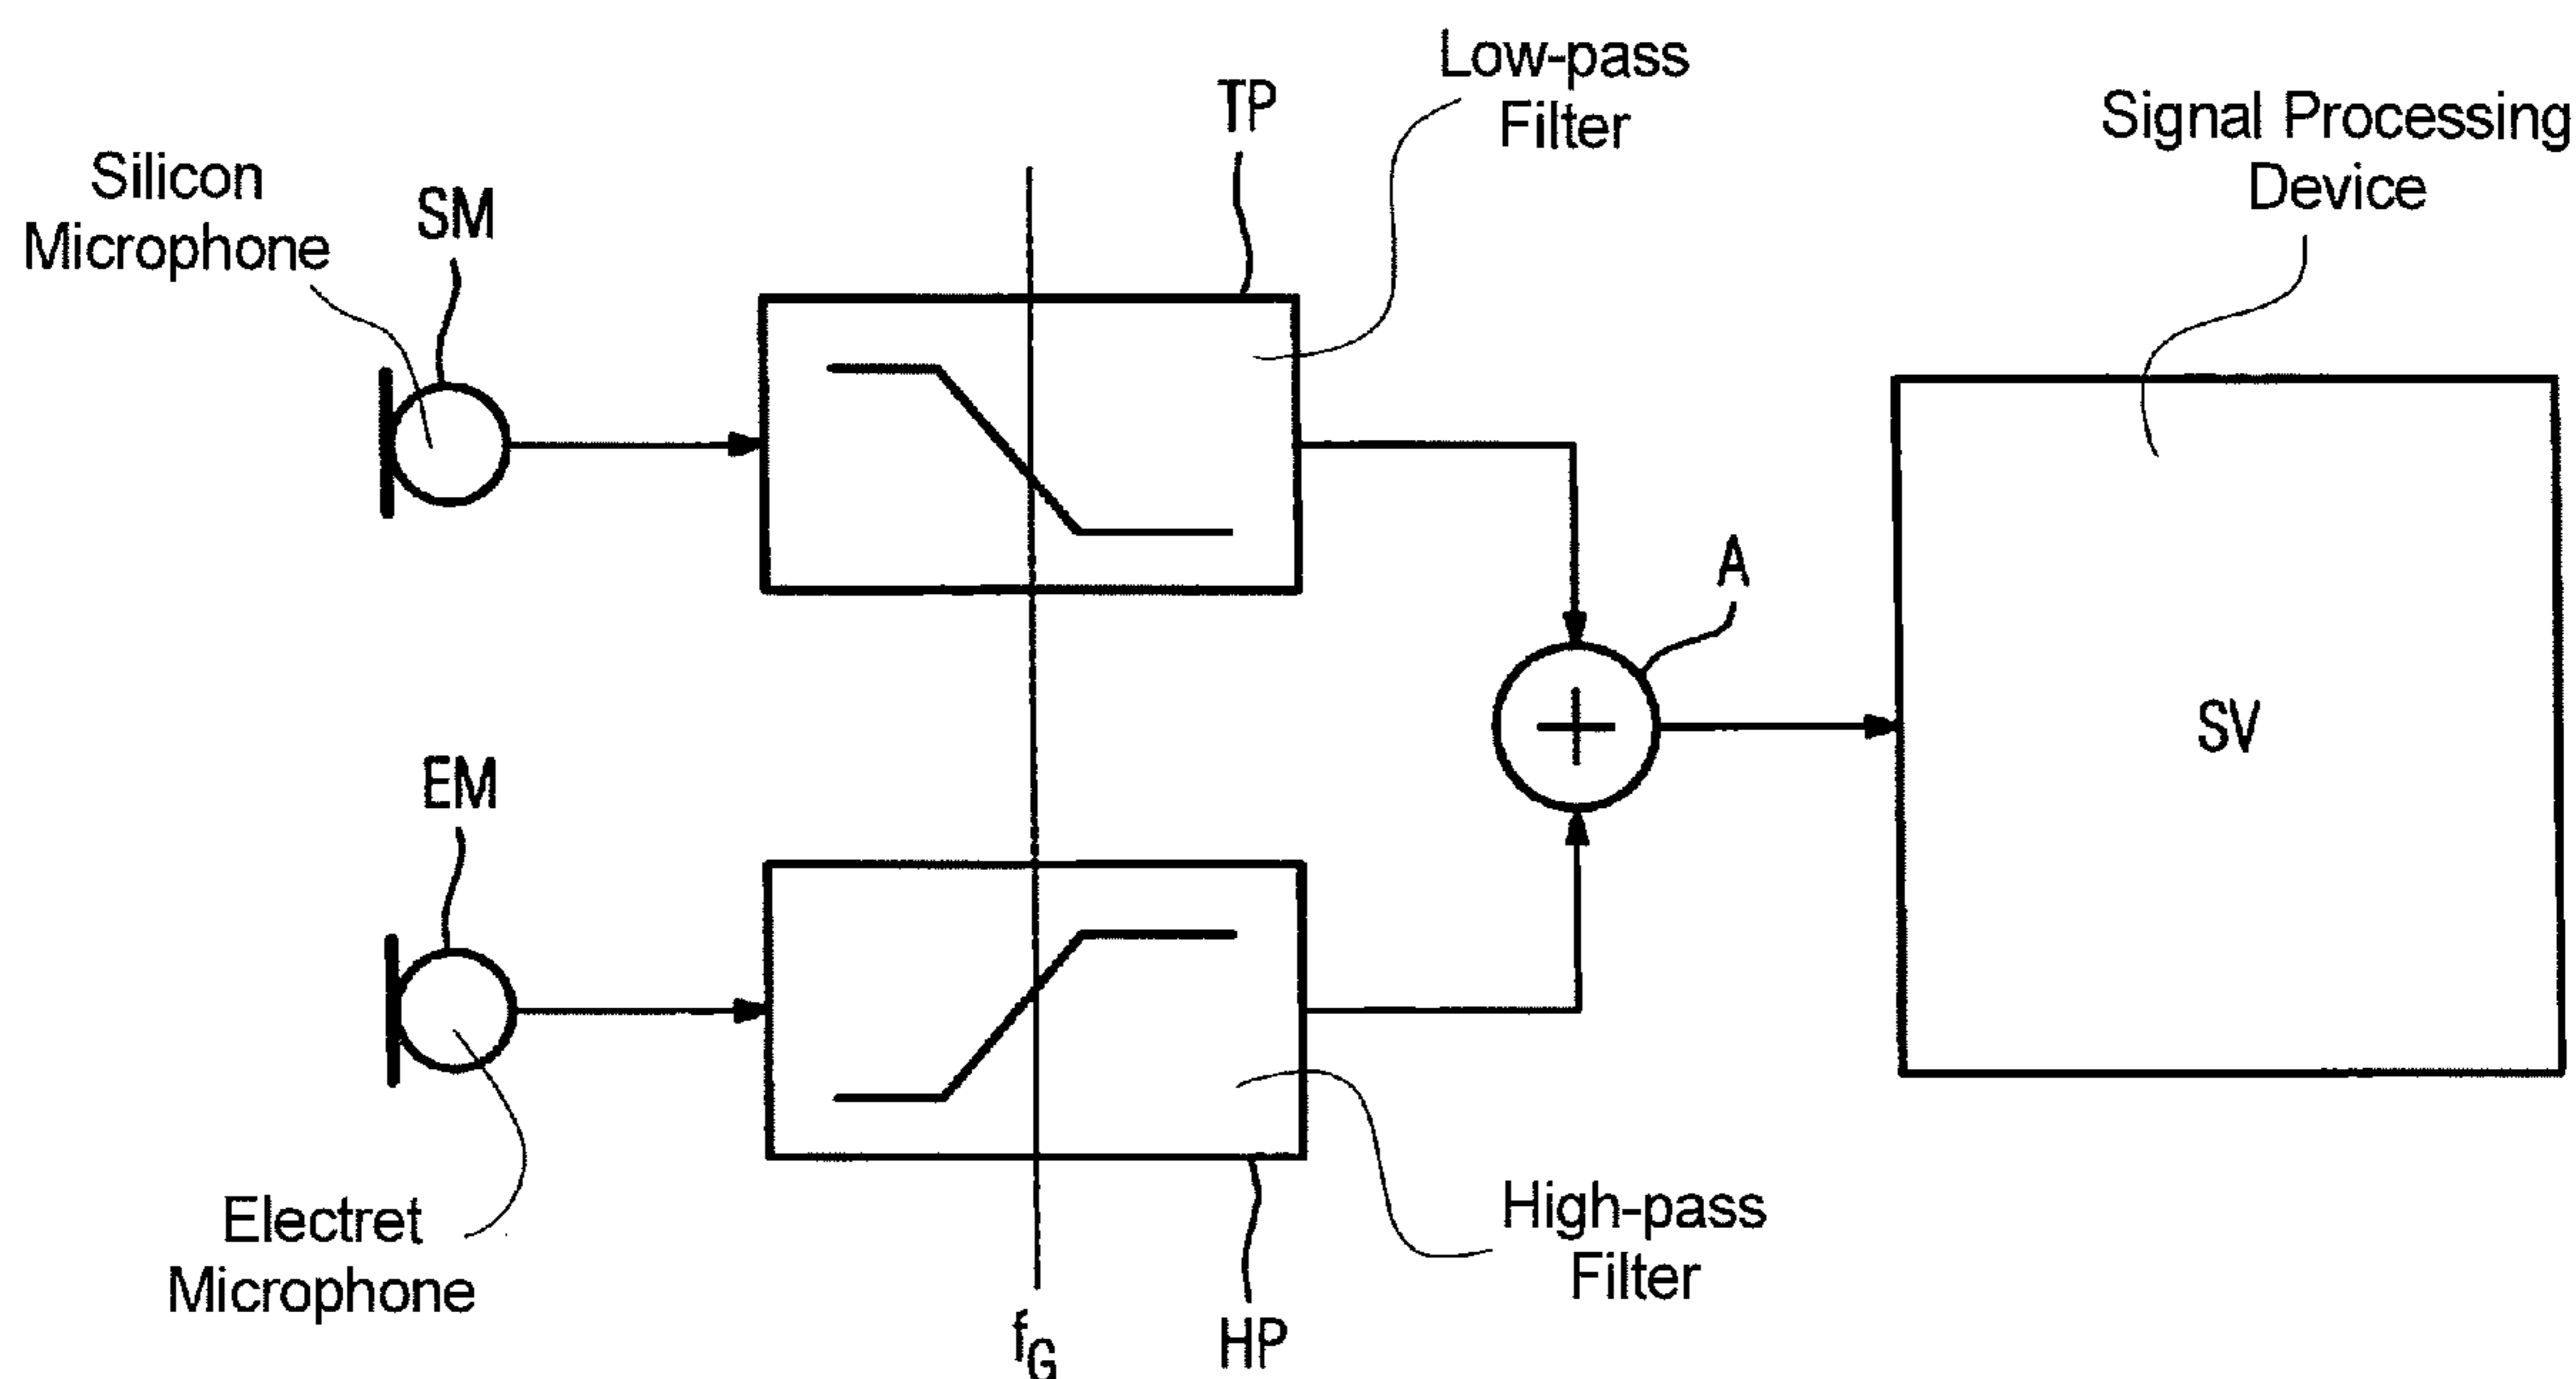 Low-pass
Filter
TP
Signal Processing
Device
Silicon
Microphone
SM
A
SV
EM
Electret
Microphone
High-pass
Filter
fG
HP